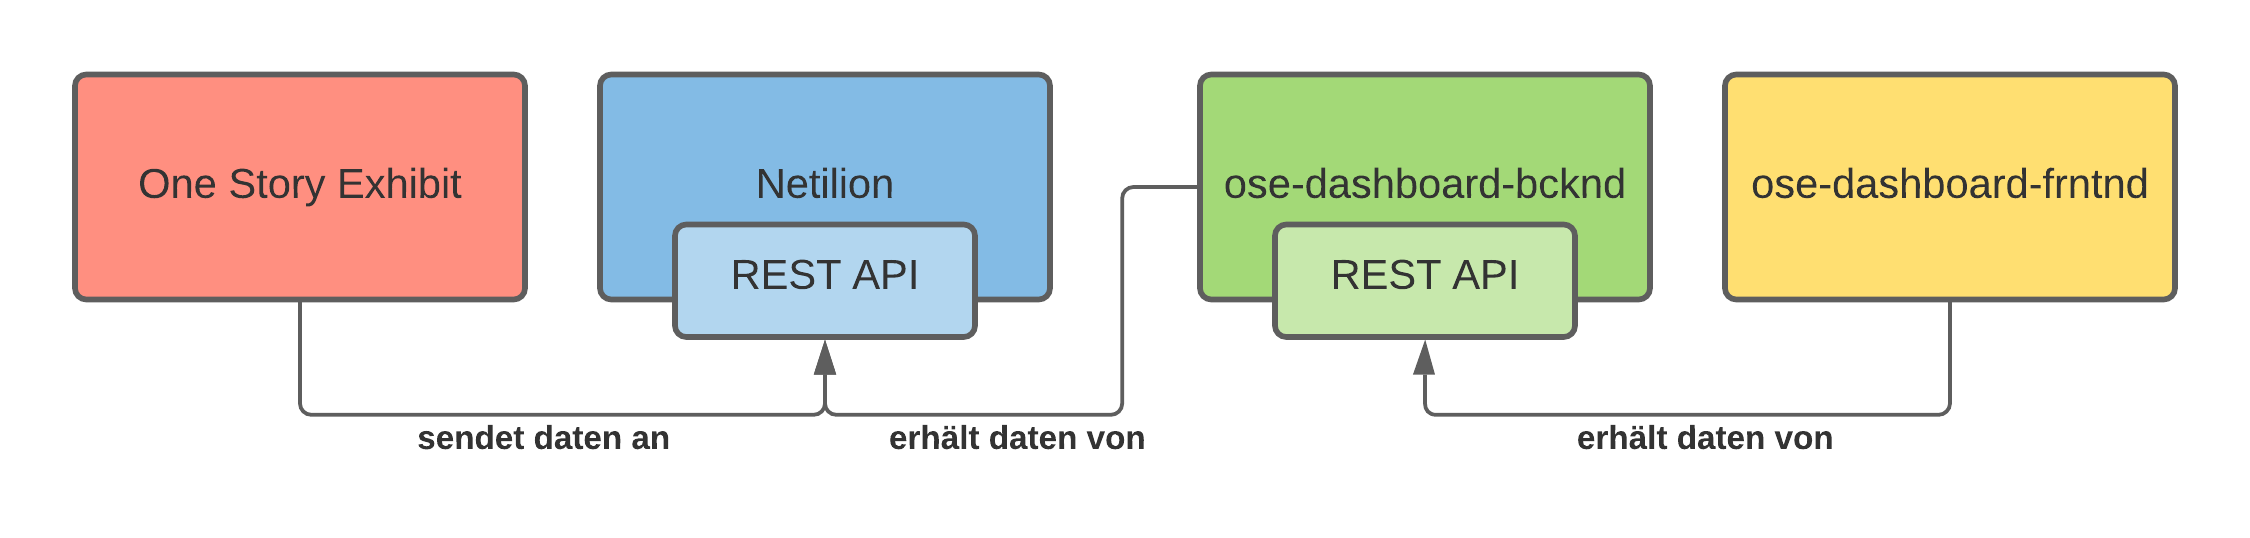 One Story Exhibit
Netilion
REST API
ose-dashboard-bcknd
REST API
ose-dashboard-frntnd
sendet daten an
erhält daten von
erhält daten von